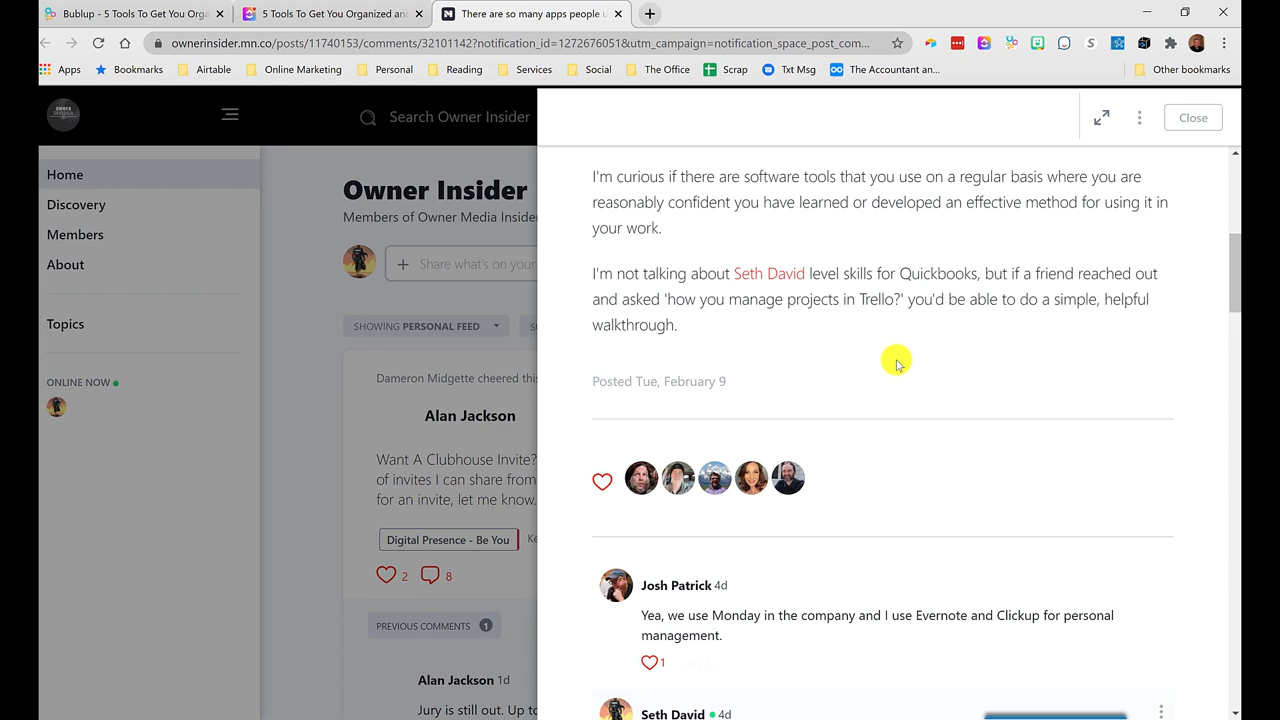 Bublup - 5 Tools To Get You Orga
5 Tools To Get You Organized and
There are so many apps people u
ownerinsider.mn.co/posts/11740153/comments/32101142?notification_id=1272676051&utm_campaign=notification_space_post_com...
Apps
Bookmarks
Airtable
Online Marketing
Personal
Reading
Services
Social
The Office
Scrap
Txt Msg
The Accountant an...
Other bookmarks
OWNER
Search Owner Insider
Close
Home
Discovery
Members
About
Topics
ONLINE NOW
Owner Insider
Members of Owner Media Inside
Share what's on your
SHOWING PERSONAL FEED
Dameron Midgette cheered this
Alan Jackson
Want A Clubhouse Invite?
of invites I can share from
for an invite, let me know.
Digital Presence - Be You
2
8
PREVIOUS COMMENTS 1
Alan Jackson 1d
Jury is still out. Up to
I'm curious if there are software tools that you use on a regular basis where you are
reasonably confident you have learned or developed an effective method for using it in
your work.
I'm not talking about Seth David level skills for Quickbooks, but if a friend reached out
and asked 'how you manage projects in Trello?' you'd be able to do a simple, helpful
walkthrough.
Posted Tue, February 9
Josh Patrick 4d
Yea, we use Monday in the company and I use Evernote and Clickup for personal
management.
1
Reply
Seth David 4d